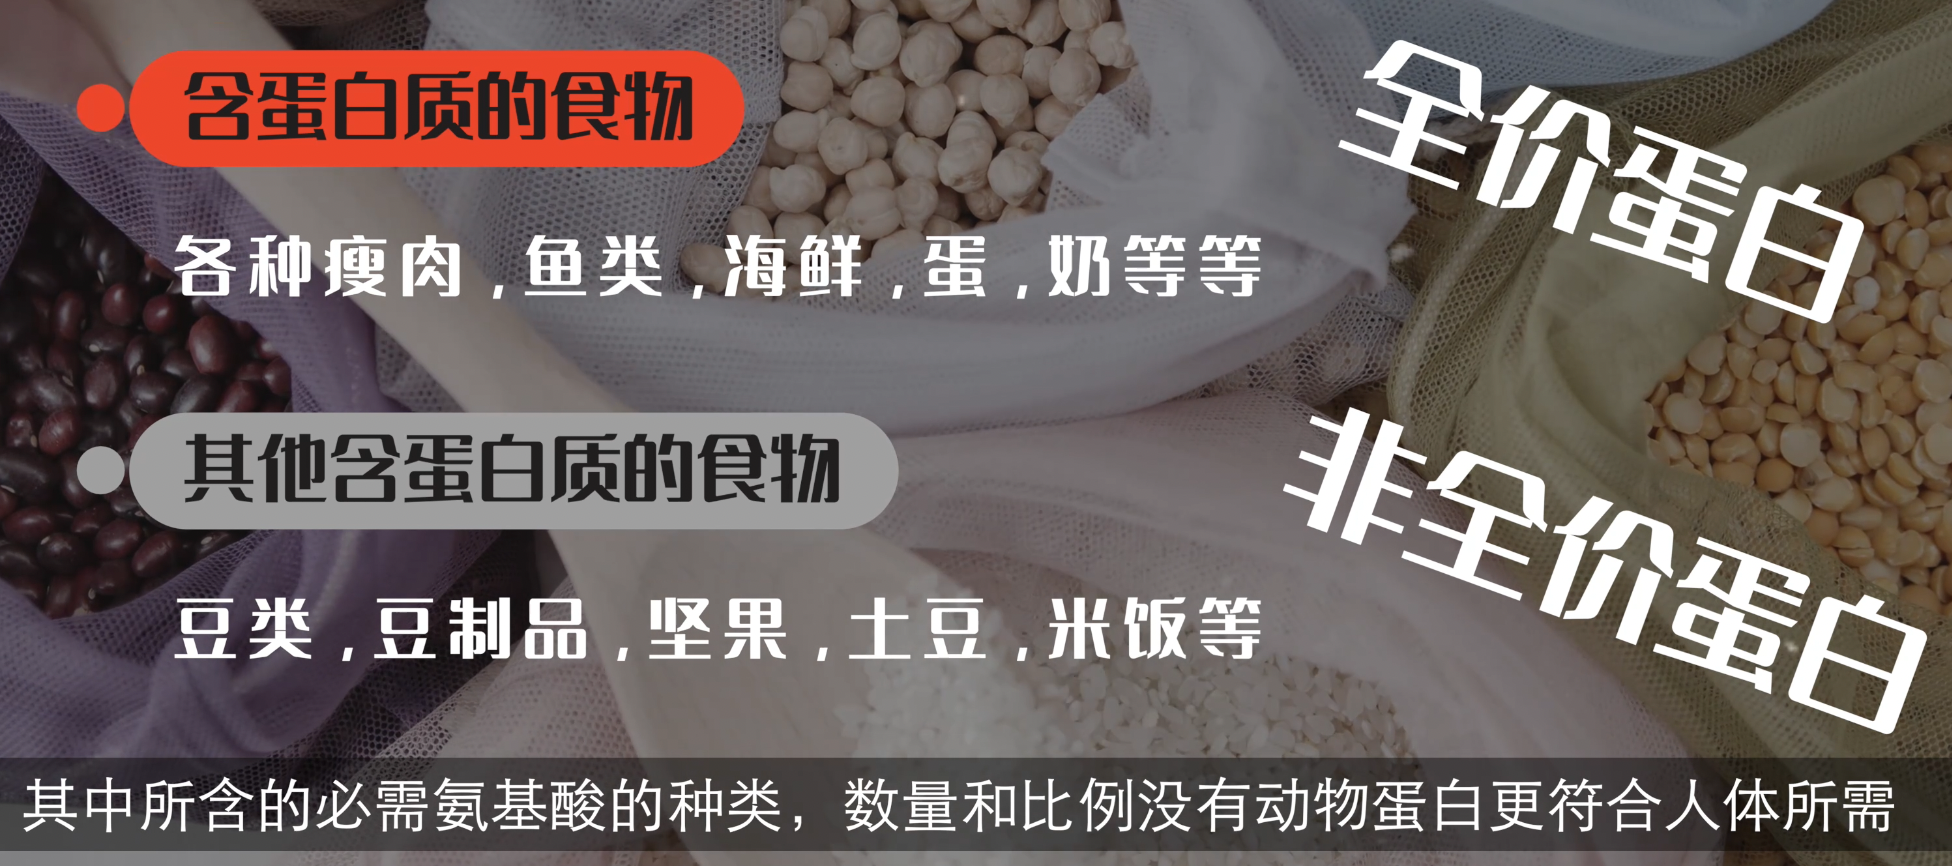 含蛋白质的食物
全价蛋白
各种瘦肉,鱼类,海鲜,蛋,奶等等
其他含蛋白质的食物
非全价蛋白
豆类,豆制品,坚果,土豆,米饭等
其中所含的必需氨基酸的种类，数量和比例没有动物蛋白更符合人体所需